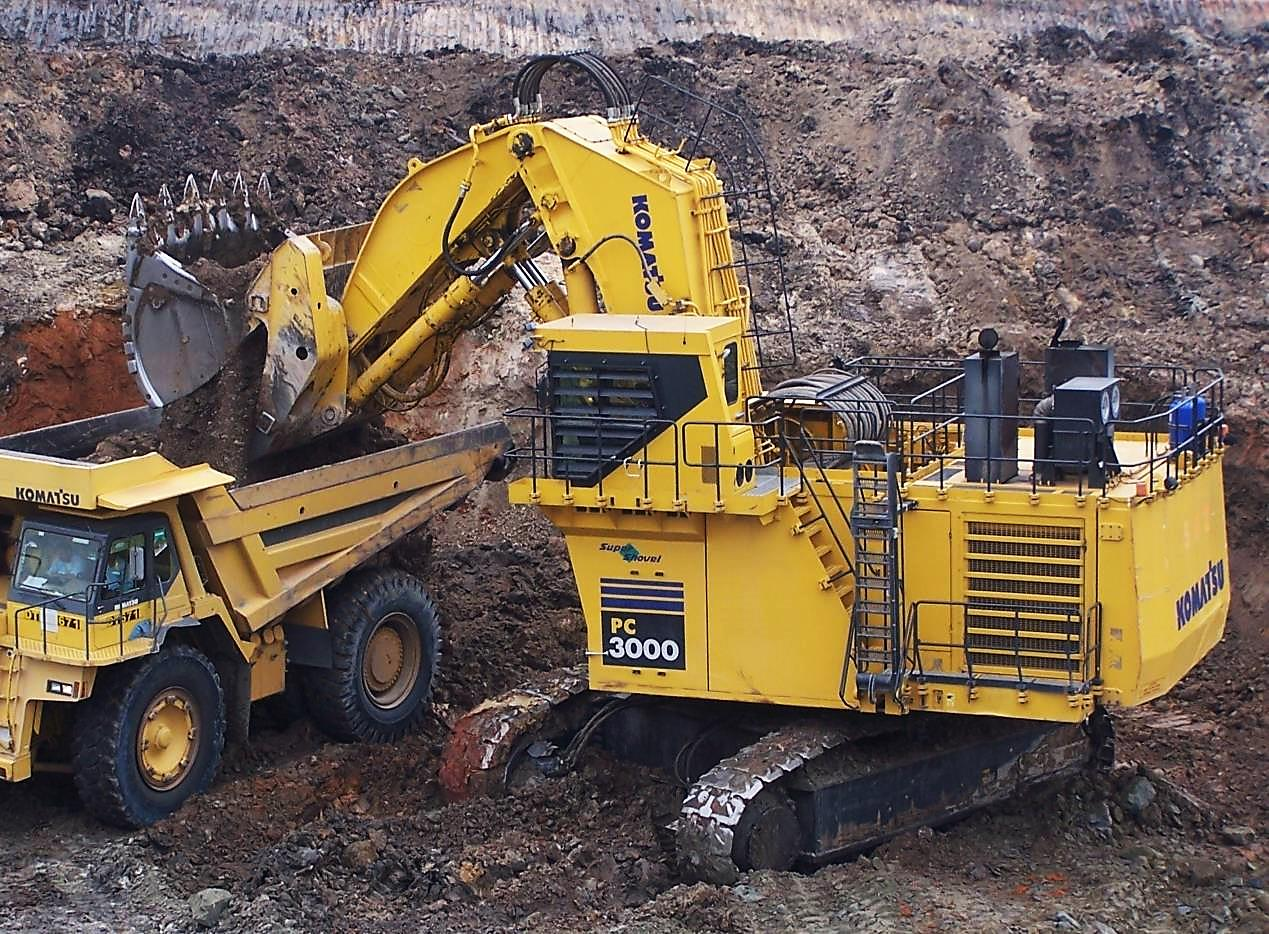 KOMATSU
KOMATSU
Super
Shovel
PC
3000
KOMATSU